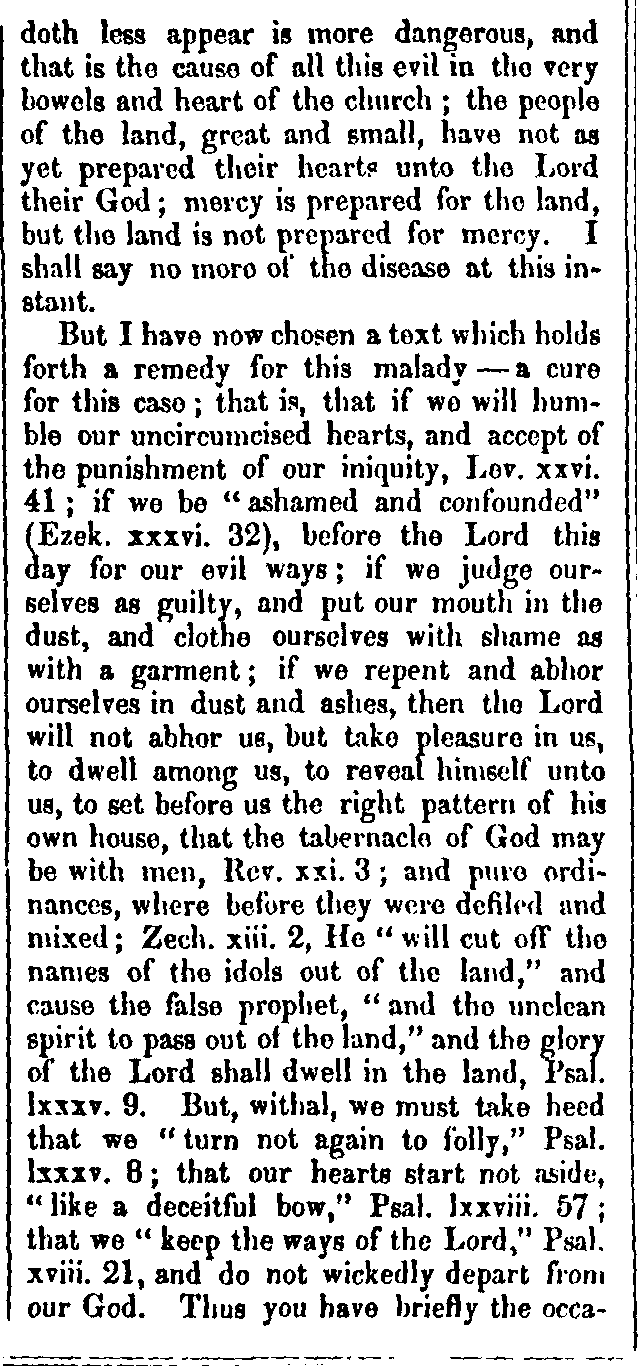 doth less appear is more dangerous, and
that is the cause of all this evil in the very
bowels and heart of the church ; the people
of the land, great and small, have not as
yet prepared their hearts unto the Lord
their God ; mercy is prepared for the land,
but the land is not prepared for mercy. I
shall say no more of the disease at this in-
stant.
But I have now chosen a text which holds
forth a remedy for this malady — a cure
for this case ; that is, that if we will hum-
ble our uncircumcised hearts, and accept of
the punishment of our iniquity, Lev. xxvi.
41 ; if we be “ ashamed and confounded”
(Ezek. xxxvi. 32), before the Lord this
day for our evil ways ; if we judge our-
selves as guilty, and put our mouth in the
dust, and clothe ourselves with shame as
with a garment ; if we repent and abhor
ourselves in dust and ashes, then the Lord
will not abhor us, but take pleasure in us,
to dwell among us, to reveal himself unto
us, to set before us the right pattern of his
own house, that the tabernacle of God may
be with men, Rev. xxi. 3 ; and pure ordi-
nances, where before they were defiled and
mixed ; Zech. xiii. 2, He “ will cut off the
names of the idols out of the land,” and
cause the false prophet, “ and the unclean
spirit to pass out of the land,” and the glory
of the Lord shall dwell in the land, Psal.
lxxxv. 9. But, withal, we must take heed
that we “ turn not again to folly,” Psal.
lxxxv. 8 ; that our hearts start not aside,
“ like a deceitful bow,” Psal. lxxviii. 57 ;
that we “ keep the ways of the Lord,” Psal.
xviii. 21, and do not wickedly depart from
our God. Thus you have briefly the occa-